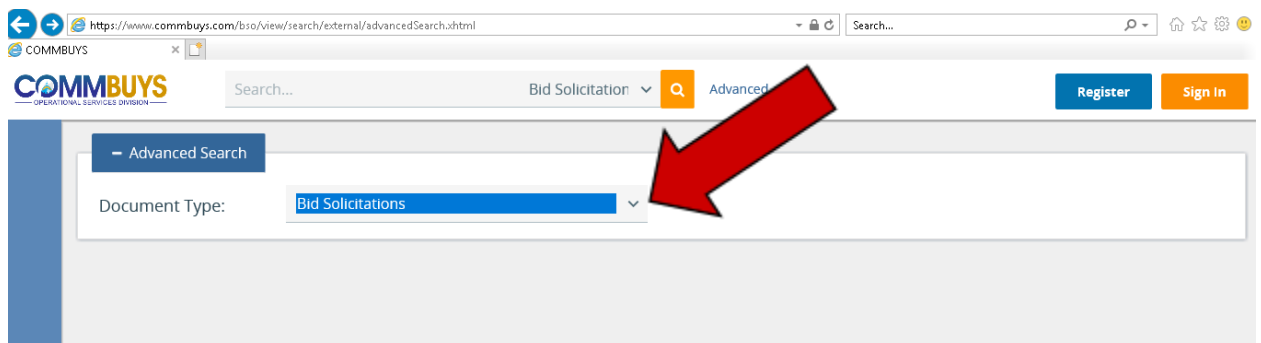 https://www.commbuys.com/bso/view/search/external/advancedSearch.xhtml
Search...
COMMBUYS
COMMBUYS
OPERATIONAL SERVICES DIVISION
Search...
Bid Solicitation
Advanced
Register
Sign In
– Advanced Search
Document Type:
Bid Solicitations